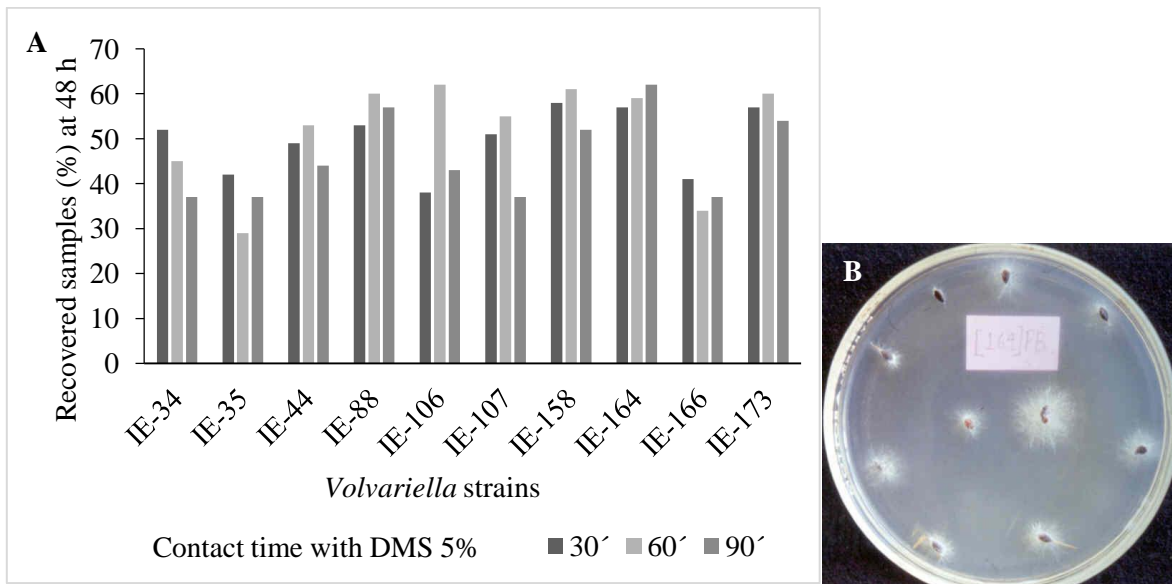 A
Recovered samples (%) at 48 h
70
60
50
40
30
20
10
0
IE-34
IE-35
IE-44
IE-88
IE-106
IE-107
IE-158
IE-164
IE-166
IE-173
Volvariella strains
Contact time with DMS 5%
30´
60´
90´
B